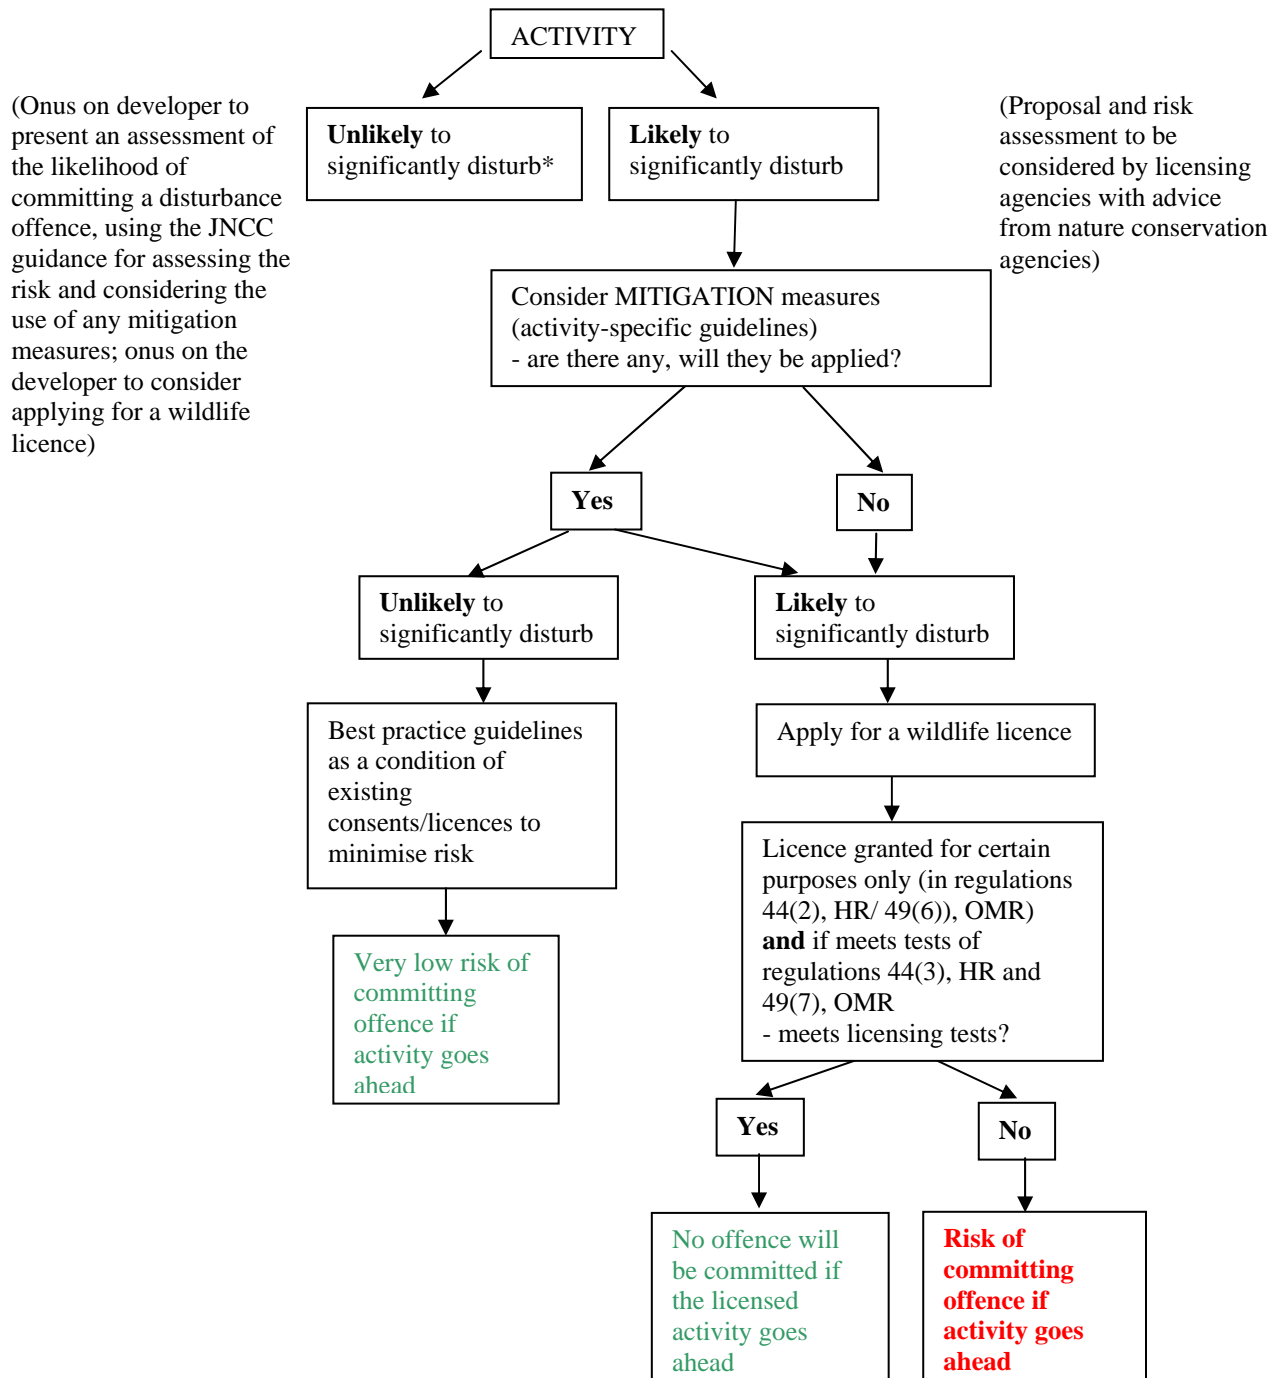 ACTIVITY
(Onus on developer to
present an assessment of
the likelihood of
committing a disturbance
offence, using the JNCC
guidance for assessing the
risk and considering the
use of any mitigation
measures; onus on the
developer to consider
applying for a wildlife
licence)
Unlikely to
significantly disturb*
Likely to
significantly disturb
(Proposal and risk
assessment to be
considered by licensing
agencies with advice
from nature conservation
agencies)
Consider MITIGATION measures
(activity-specific guidelines)
- are there any, will they be applied?
Yes
No
Unlikely to
significantly disturb
Likely to
significantly disturb
Best practice guidelines
as a condition of
existing
consents/licences to
minimise risk
Apply for a wildlife licence
Licence granted for certain
purposes only (in regulations
44(2), HR/ 49(6)), OMR)
and if meets tests of
regulations 44(3), HR and
49(7), OMR
- meets licensing tests?
Very low risk of
committing
offence if
activity goes
ahead
Yes
No
No offence will
be committed if
the licensed
activity goes
ahead
Risk of
committing
offence if
activity goes
ahead